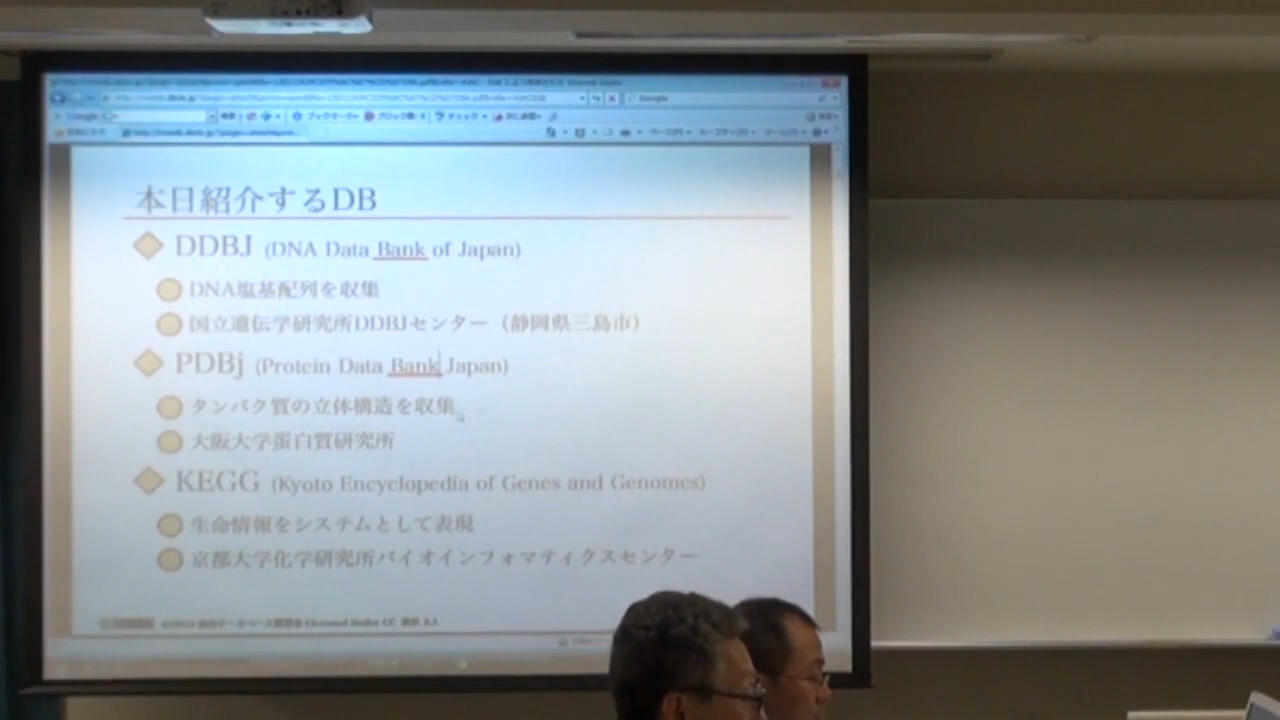 Google
Google
本日紹介するDB
DDBJ (DNA Data Bank of Japan)
DNA塩基配列を収集
国立遺伝学研究所DDBJセンター（静岡県三島市）
PDBj (Protein Data Bank Japan)
タンパク質の立体構造を収集
大阪大学蛋白質研究所
KEGG (Kyoto Encyclopedia of Genes and Genomes)
生命情報をシステムとして表現
京都大学化学研究所バイオインフォマティクスセンター